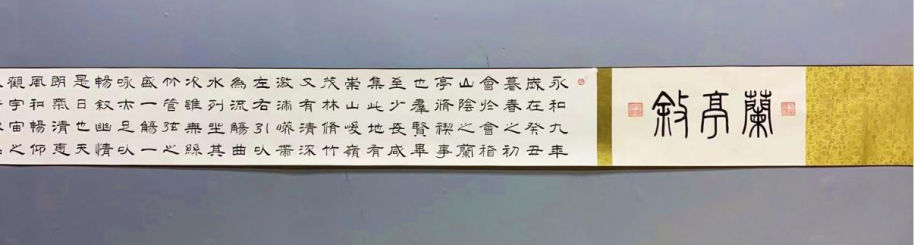 蘭亭敘
永和九年
歲在癸丑
暮春之初
會於會稽
山陰之蘭
亭脩禊事
也羣賢畢
至少長咸
集此地有
崇山峻嶺
茂林脩竹
又有清流
激湍暎帶
左右引以
為流觴曲
水列坐其
次雖無絲
竹管弦之
盛一觴一
咏亦足以
暢敘幽情
是日也天
朗氣清惠
風和暢仰
觀宇宙之